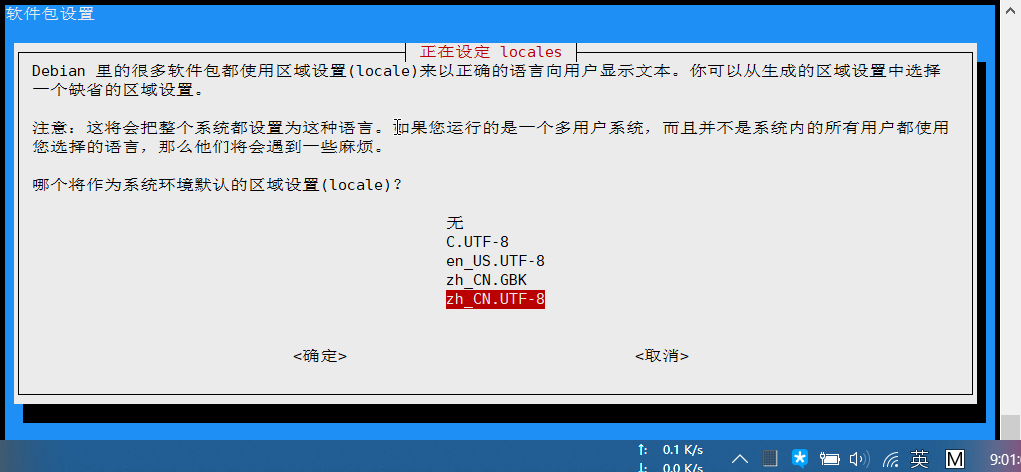 软件包设置
正在设定 locales
Debian 里的很多软件包都使用区域设置(locale)来以正确的语言向用户显示文本。你可以从生成的区域设置中选择
一个缺省的区域设置。
注意：这将会把整个系统都设置为这种语言。如果您运行的是一个多用户系统，而且并不是系统内的所有用户都使用
您选择的语言，那么他们将会遇到一些麻烦。
哪个将作为系统环境默认的区域设置(locale)？
无
C.UTF-8
en_US.UTF-8
zh_CN.GBK
zh_CN.UTF-8
<确定> <取消>
↑: 0.1 K/s
↓: 0.0 K/s
英 M 9:01: